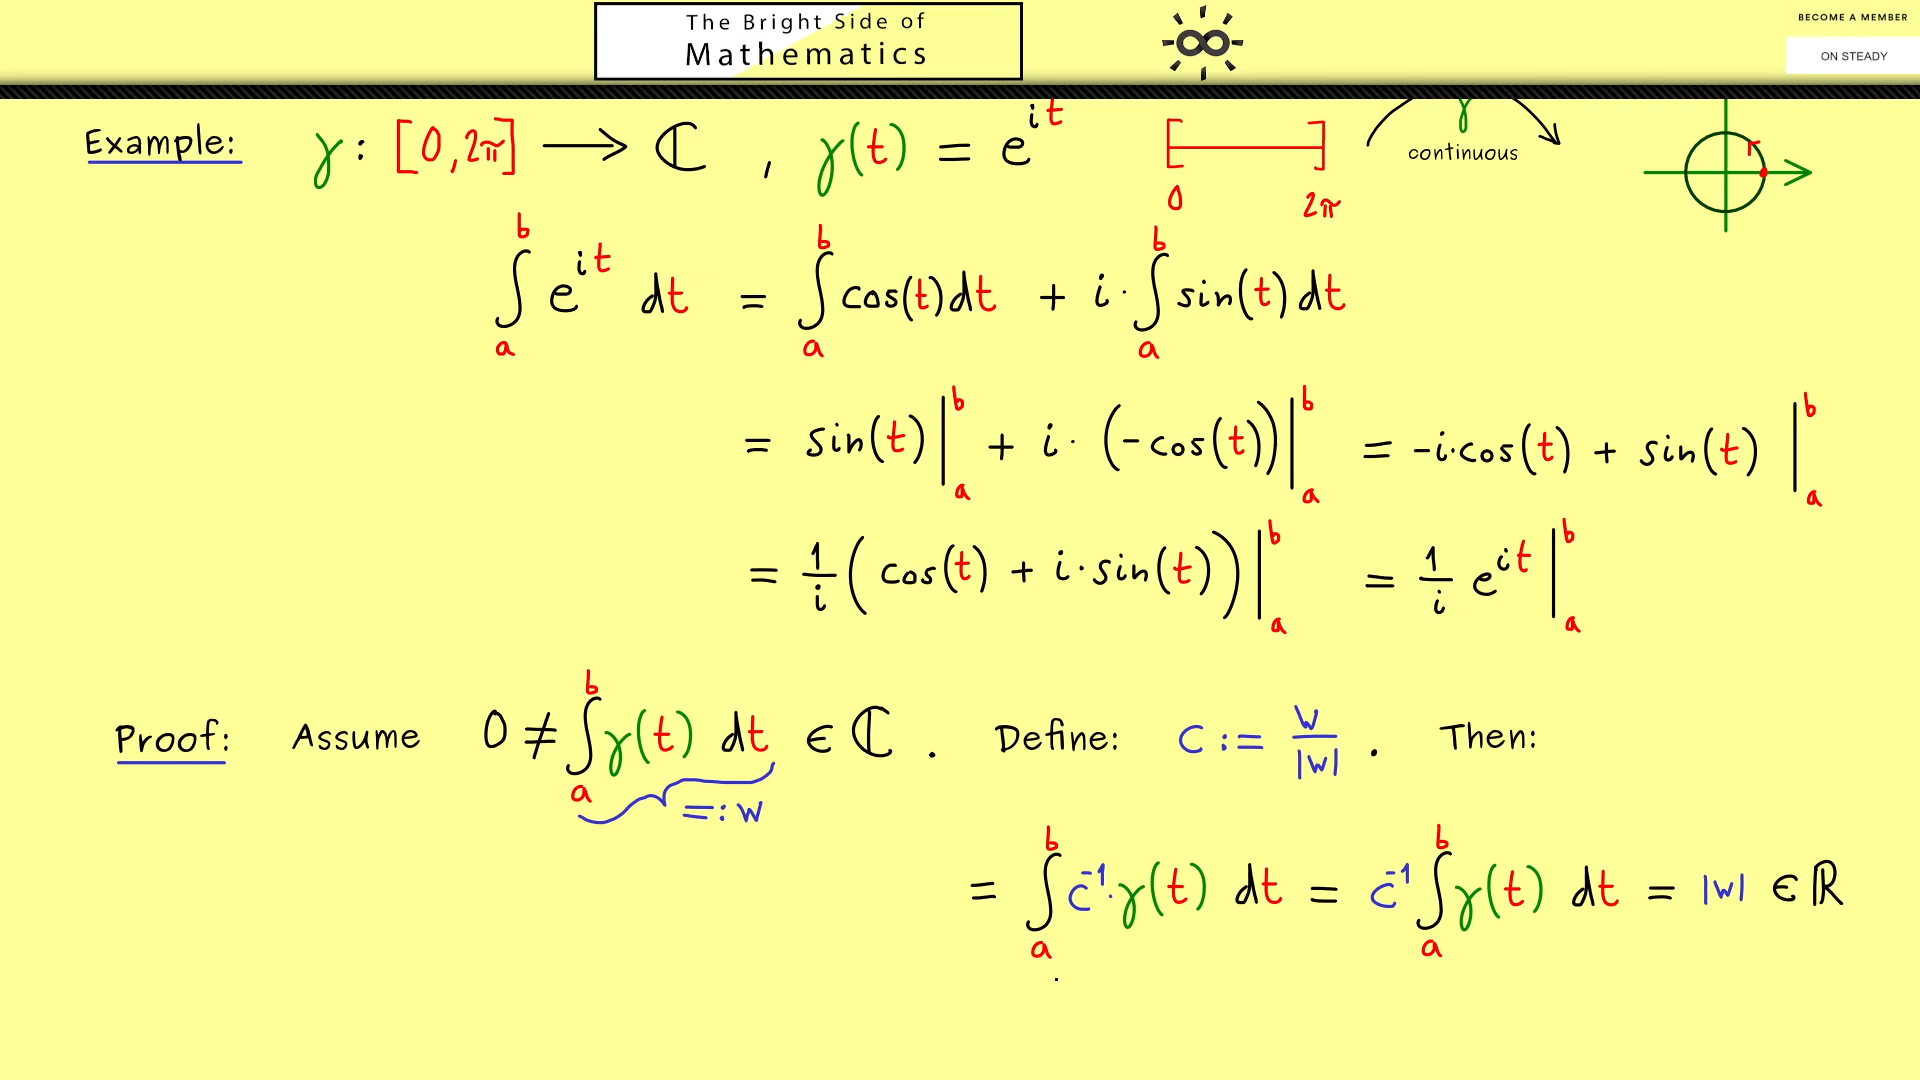 The Bright Side of
Mathematics
BECOME A MEMBER
ON STEADY
Example: γ : [0, 2π] ⟶ ℂ , γ(t) = e^{it} [0 2π] γ continuous
∫_a^b e^{it} dt = ∫_a^b cos(t) dt + i · ∫_a^b sin(t) dt
= sin(t) |_a^b + i · (-cos(t)) |_a^b = -i·cos(t) + sin(t) |_a^b
= 1/i (cos(t) + i·sin(t)) |_a^b = 1/i e^{it} |_a^b
Proof: Assume 0 ≠ ∫_a^b γ(t) dt ∈ ℂ . Define: c := w/|w| . Then:
=: w
= ∫_a^b c^{-1}·γ(t) dt = c^{-1} ∫_a^b γ(t) dt = |w| ∈ ℝ